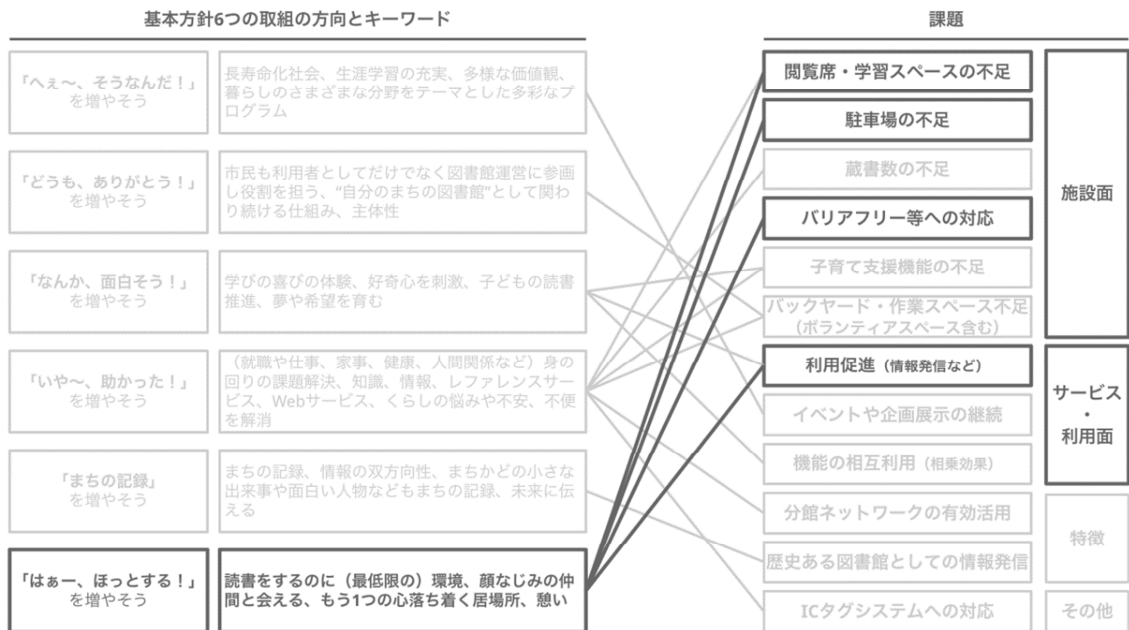 基本方針6つの取組の方向とキーワード
課題
「へぇ〜、そうなんだ！」
を増やそう
長寿命化社会、生涯学習の充実、多様な価値観、
暮らしのさまざまな分野をテーマとした多彩なプ
ログラム
「どうも、ありがとう！」
を増やそう
市民も利用者としてだけでなく図書館運営に参画
し役割を担う、“自分のまちの図書館”として関わ
り続ける仕組み、主体性
「なんか、面白そう！」
を増やそう
学びの喜びの体験、好奇心を刺激、子どもの読書
推進、夢や希望を育む
「いや〜、助かった！」
を増やそう
（就職や仕事、家事、健康、人間関係など）身の
回りの課題解決、知識、情報、レファレンスサー
ビス、Webサービス、くらしの悩みや不安、不便
を解消
「まちの記録」
を増やそう
まちの記録、情報の双方向性、まちかどの小さな
出来事や面白い人物などもまちの記録、未来に伝
える
「はぁー、ほっとする！」
を増やそう
読書をするのに（最低限の）環境、顔なじみの仲
間と会える、もう1つの心落ち着く居場所、憩い
閲覧席・学習スペースの不足
駐車場の不足
蔵書数の不足
バリアフリー等への対応
子育て支援機能の不足
バックヤード・作業スペース不足
（ボランティアスペース含む）
施設面
利用促進（情報発信など）
イベントや企画展示の継続
機能の相互利用（相乗効果）
サービス
・
利用面
分館ネットワークの有効活用
歴史ある図書館としての情報発信
特徴
ICタグシステムへの対応
その他